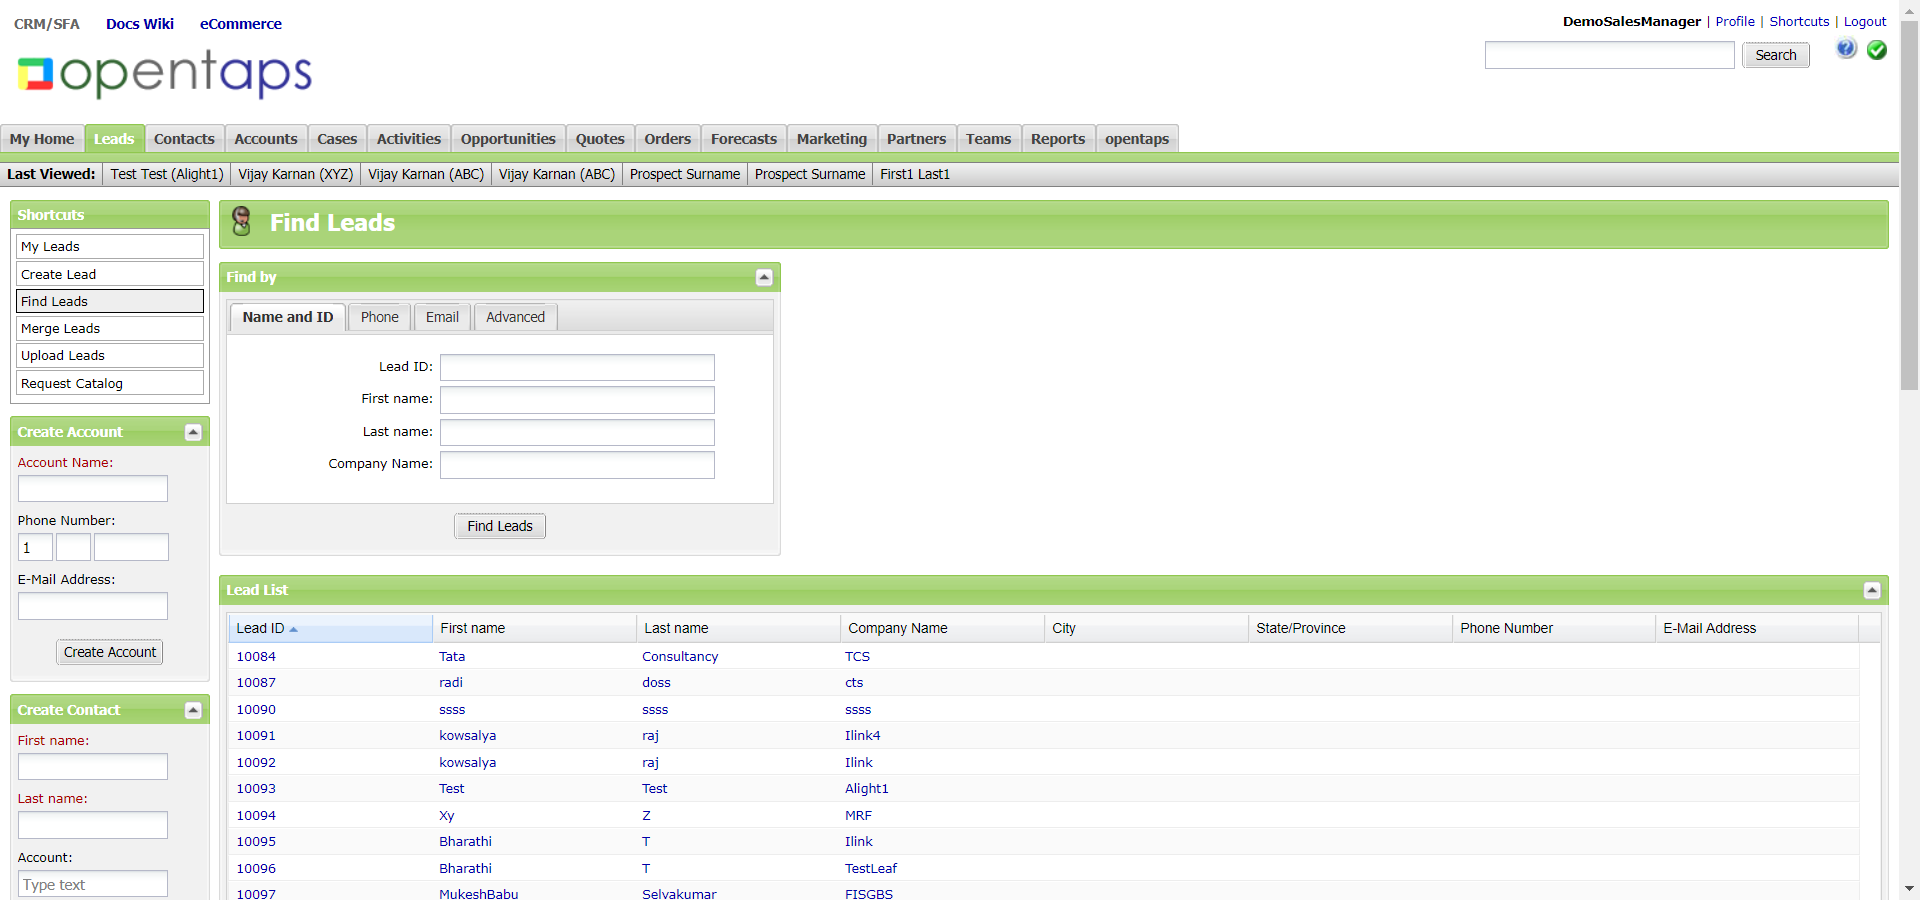 CRM/SFA Docs Wiki eCommerce
DemoSalesManager | Profile | Shortcuts | Logout
Search
opentaps
My Home Leads Contacts Accounts Cases Activities Opportunities Quotes Orders Forecasts Marketing Partners Teams Reports opentaps
Last Viewed: Test Test (Alight1) Vijay Karnan (XYZ) Vijay Karnan (ABC) Vijay Karnan (ABC) Prospect Surname Prospect Surname First1 Last1
Shortcuts
My Leads
Create Lead
Find Leads
Merge Leads
Upload Leads
Request Catalog
Create Account
Account Name:
Phone Number:
1
E-Mail Address:
Create Account
Create Contact
First name:
Last name:
Account:
Type text
Find Leads
Find by
Name and ID Phone Email Advanced
Lead ID:
First name:
Last name:
Company Name:
Find Leads
Lead List
Lead ID First name Last name Company Name City State/Province Phone Number E-Mail Address
10084 Tata Consultancy TCS
10087 radi doss cts
10090 ssss ssss ssss
10091 kowsalya raj Ilink4
10092 kowsalya raj Ilink
10093 Test Test Alight1
10094 Xy Z MRF
10095 Bharathi T Ilink
10096 Bharathi T TestLeaf
10097 MukeshBabu Selvakumar FISGBS